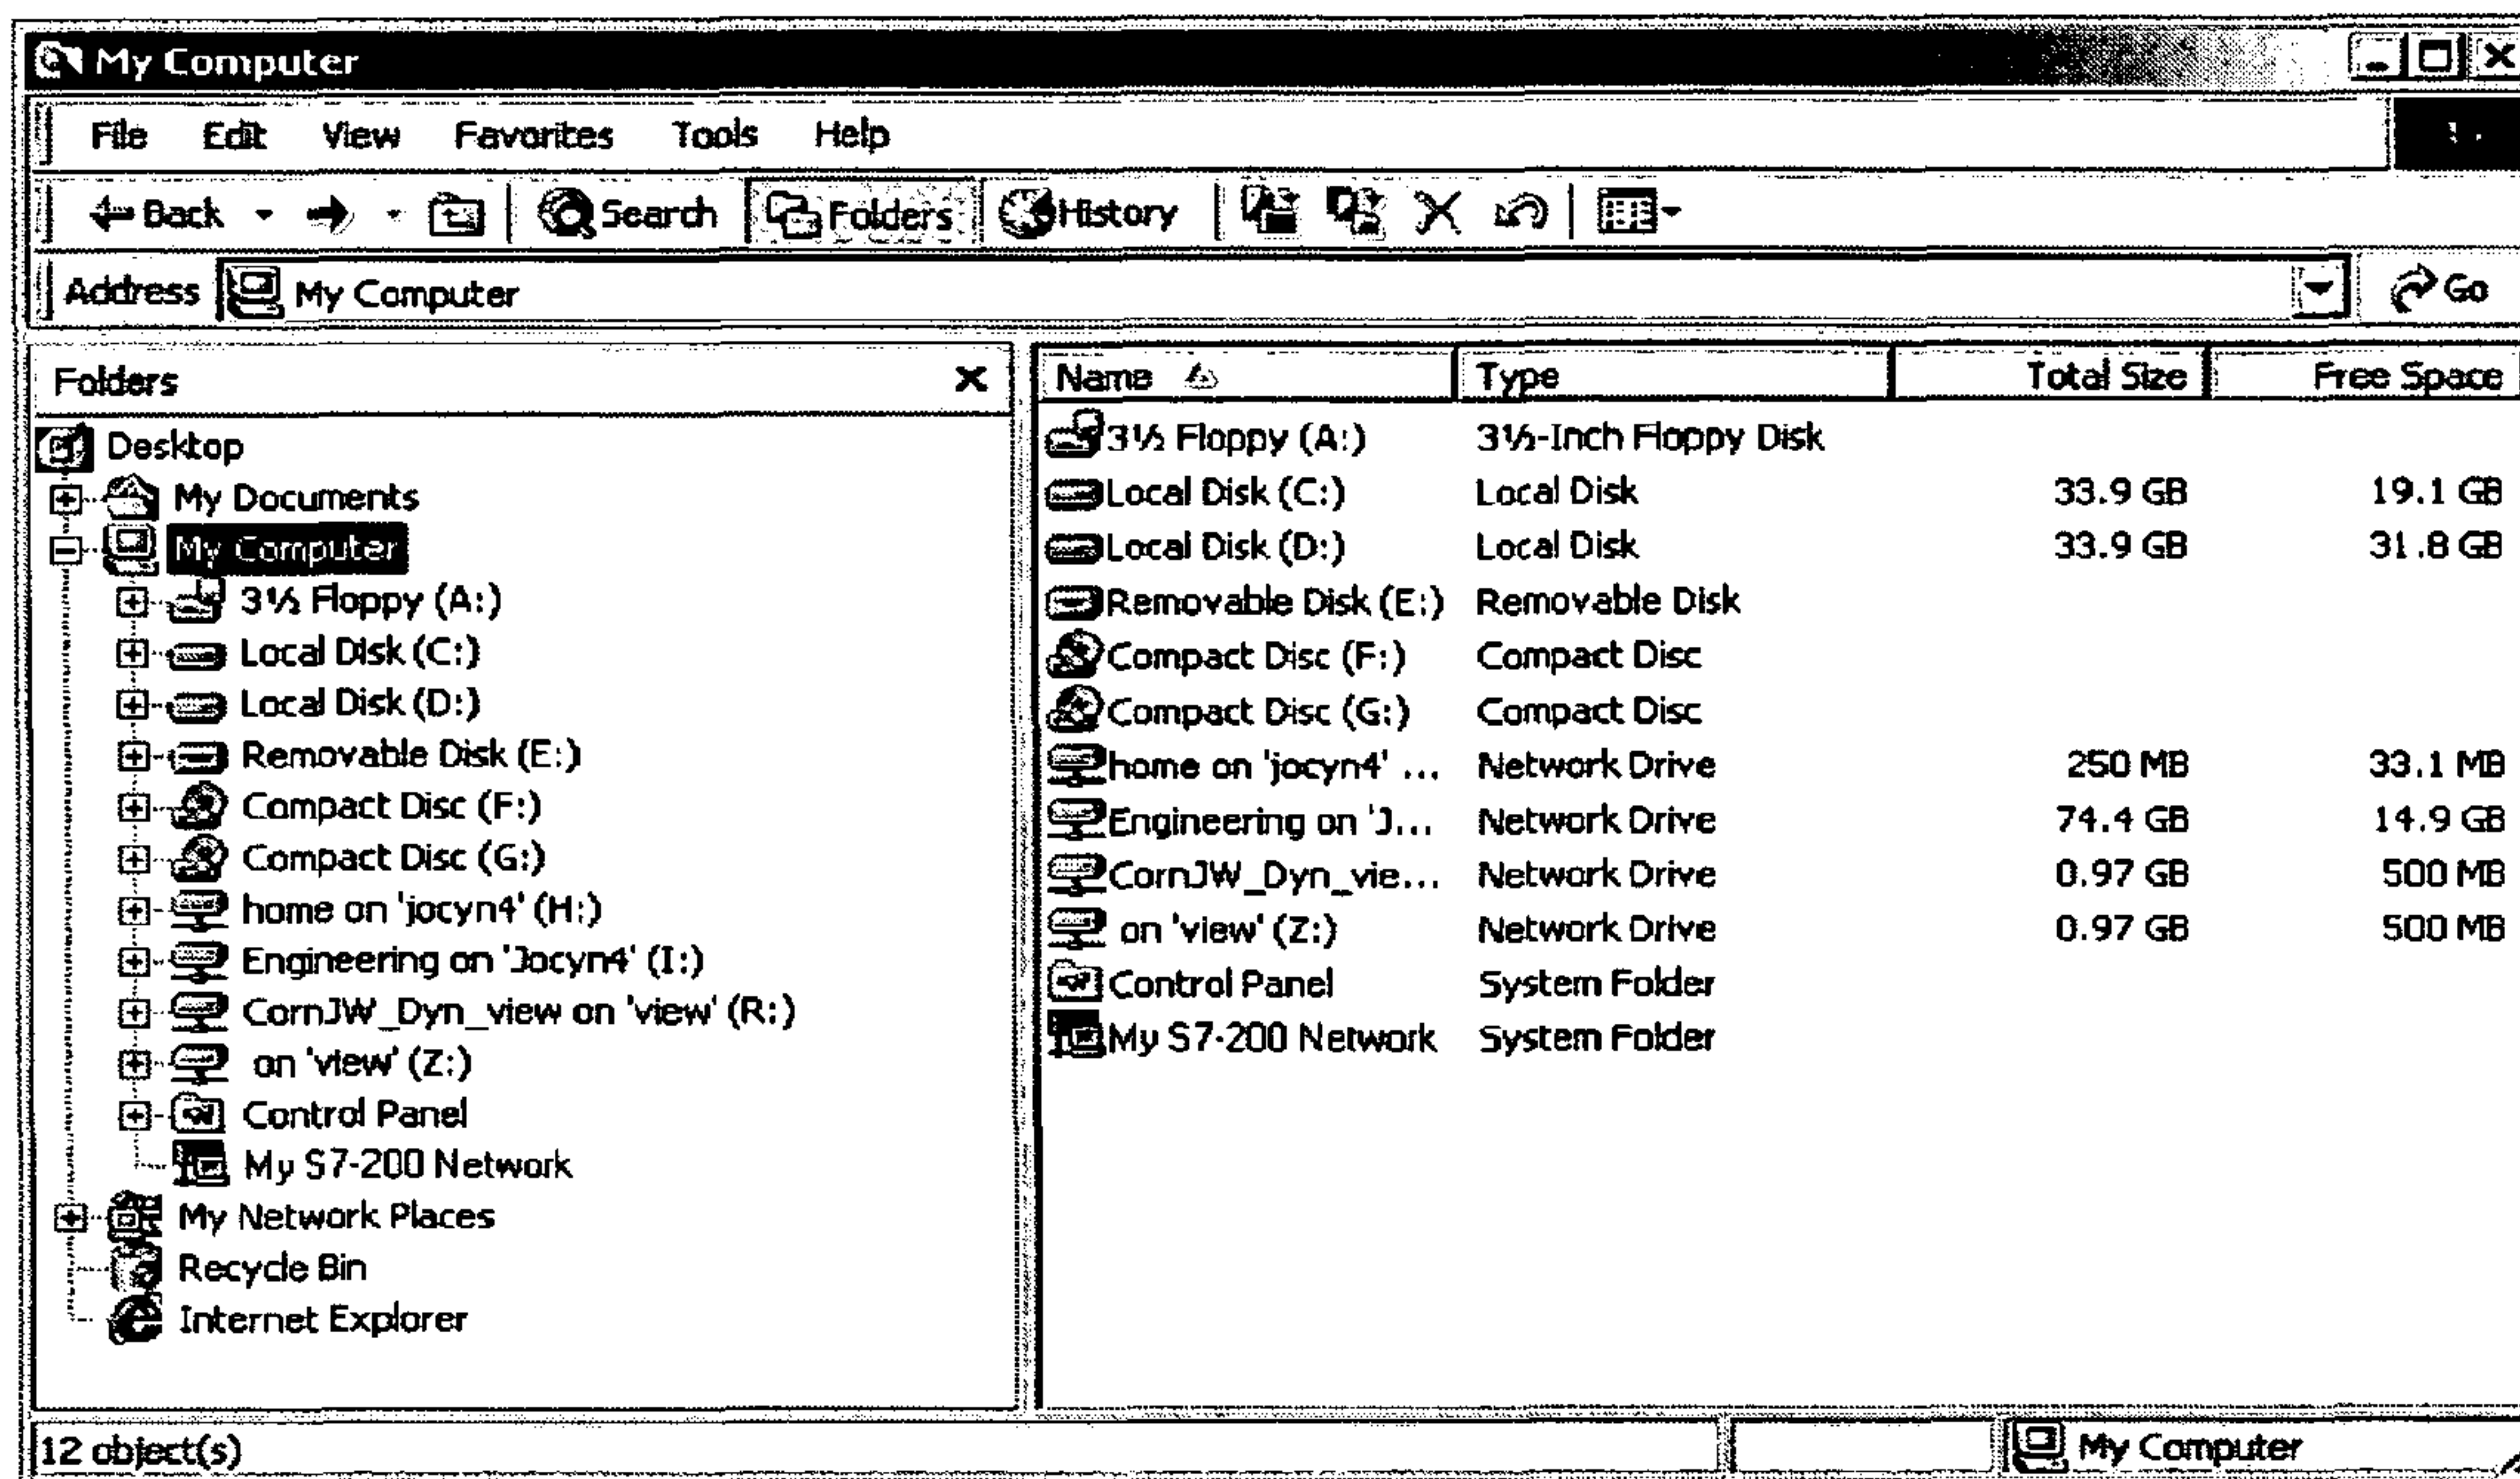 My Computer
File Edit View Favorites Tools Help
Back Search Folders History
Address My Computer Go
Folders
Desktop
My Documents
My Computer
3½ Floppy (A:)
Local Disk (C:)
Local Disk (D:)
Removable Disk (E:)
Compact Disc (F:)
Compact Disc (G:)
home on 'jocyn4' (H:)
Engineering on 'Jocyn4' (I:)
CornJW_Dyn_view on 'view' (R:)
on 'view' (Z:)
Control Panel
My S7-200 Network
My Network Places
Recycle Bin
Internet Explorer
Name Type Total Size Free Space
3½ Floppy (A:) 3½-Inch Floppy Disk
Local Disk (C:) Local Disk 33.9 GB 19.1 GB
Local Disk (D:) Local Disk 33.9 GB 31.8 GB
Removable Disk (E:) Removable Disk
Compact Disc (F:) Compact Disc
Compact Disc (G:) Compact Disc
home on 'jocyn4' ... Network Drive 250 MB 33.1 MB
Engineering on 'J... Network Drive 74.4 GB 14.9 GB
CornJW_Dyn_vie... Network Drive 0.97 GB 500 MB
on 'view' (Z:) Network Drive 0.97 GB 500 MB
Control Panel System Folder
My S7-200 Network System Folder
12 object(s) My Computer